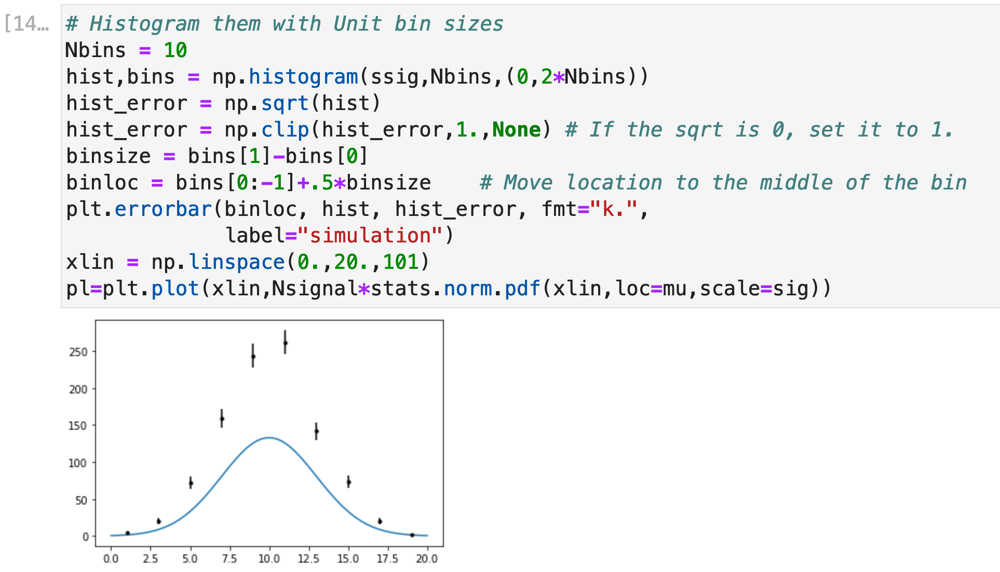 [14…
# Histogram them with Unit bin sizes
Nbins = 10
hist,bins = np.histogram(ssig,Nbins,(0,2*Nbins))
hist_error = np.sqrt(hist)
hist_error = np.clip(hist_error,1.,None) # If the sqrt is 0, set it to 1.
binsize = bins[1]-bins[0]
binloc = bins[0:-1]+.5*binsize    # Move location to the middle of the bin
plt.errorbar(binloc, hist, hist_error, fmt="k.",
             label="simulation")
xlin = np.linspace(0.,20.,101)
pl=plt.plot(xlin,Nsignal*stats.norm.pdf(xlin,loc=mu,scale=sig))
250
200
150
100
50
0
0.0 2.5 5.0 7.5 10.0 12.5 15.0 17.5 20.0